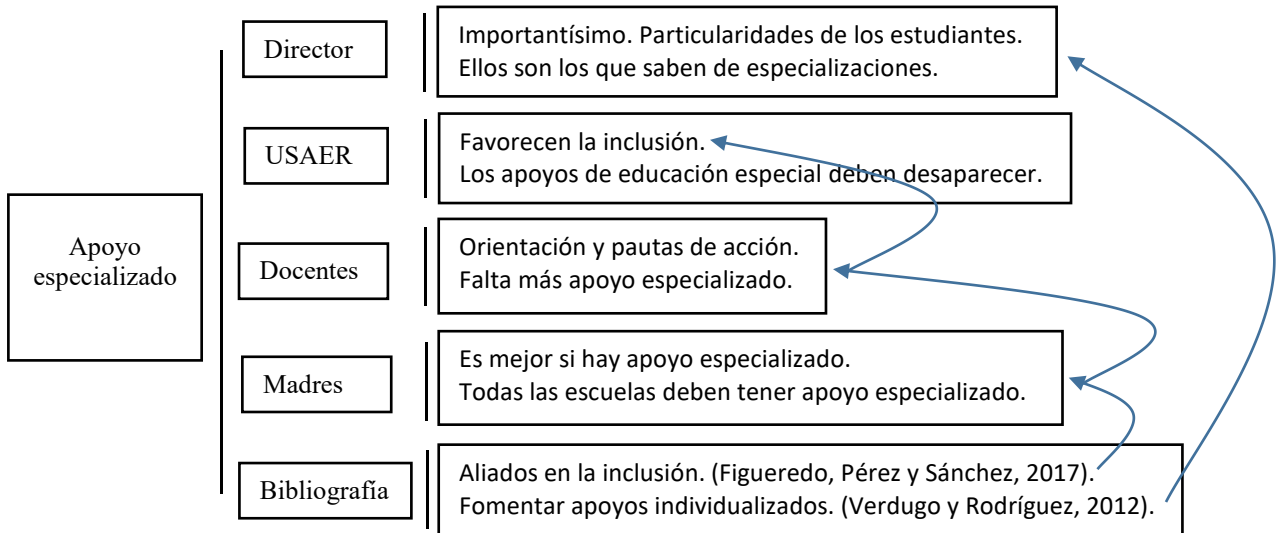 Apoyo
especializado
Director
Importantísimo. Particularidades de los estudiantes.
Ellos son los que saben de especializaciones.
USAER
Favorecen la inclusión.
Los apoyos de educación especial deben desaparecer.
Docentes
Orientación y pautas de acción.
Falta más apoyo especializado.
Madres
Es mejor si hay apoyo especializado.
Todas las escuelas deben tener apoyo especializado.
Bibliografía
Aliados en la inclusión. (Figueredo, Pérez y Sánchez, 2017).
Fomentar apoyos individualizados. (Verdugo y Rodríguez, 2012).